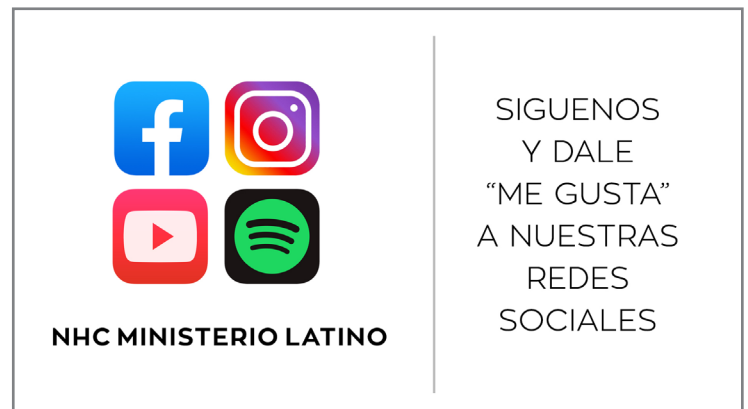 NHC MINISTERIO LATINO
SIGUENOS
Y DALE
“ME GUSTA”
A NUESTRAS
REDES
SOCIALES